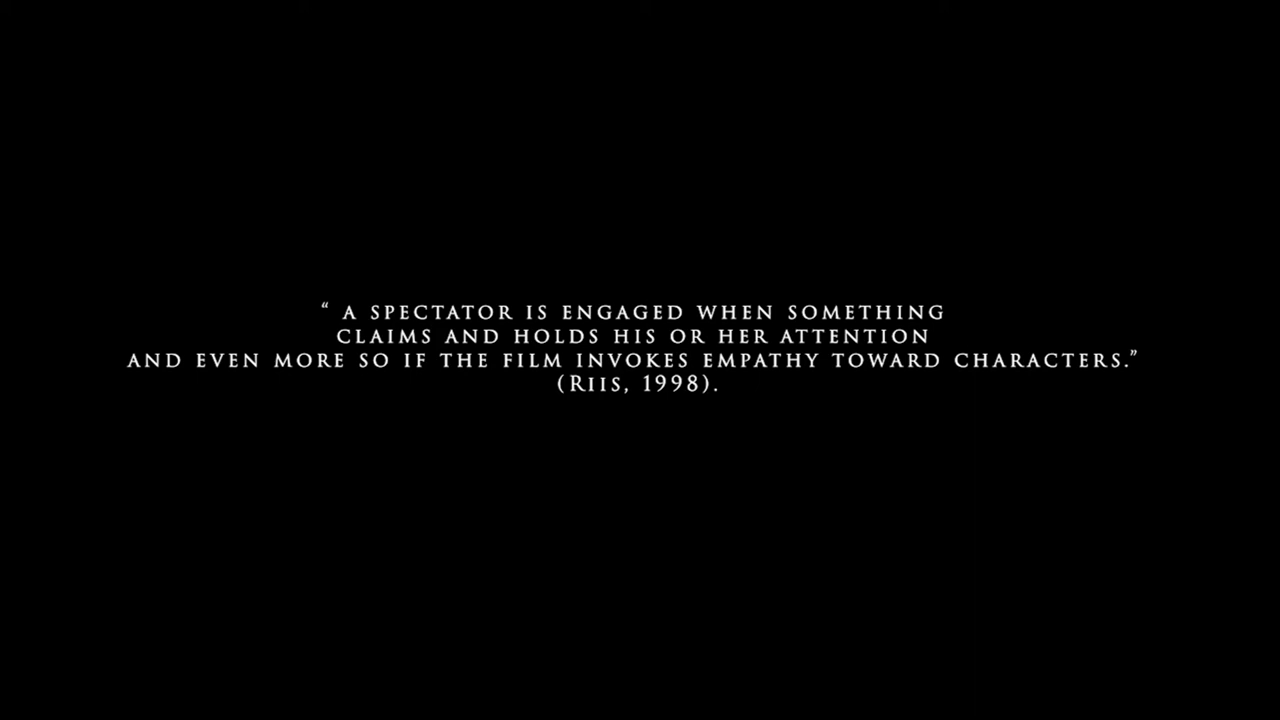 “ A SPECTATOR IS ENGAGED WHEN SOMETHING
CLAIMS AND HOLDS HIS OR HER ATTENTION
AND EVEN MORE SO IF THE FILM INVOKES EMPATHY TOWARD CHARACTERS.”
(RIIS, 1998).